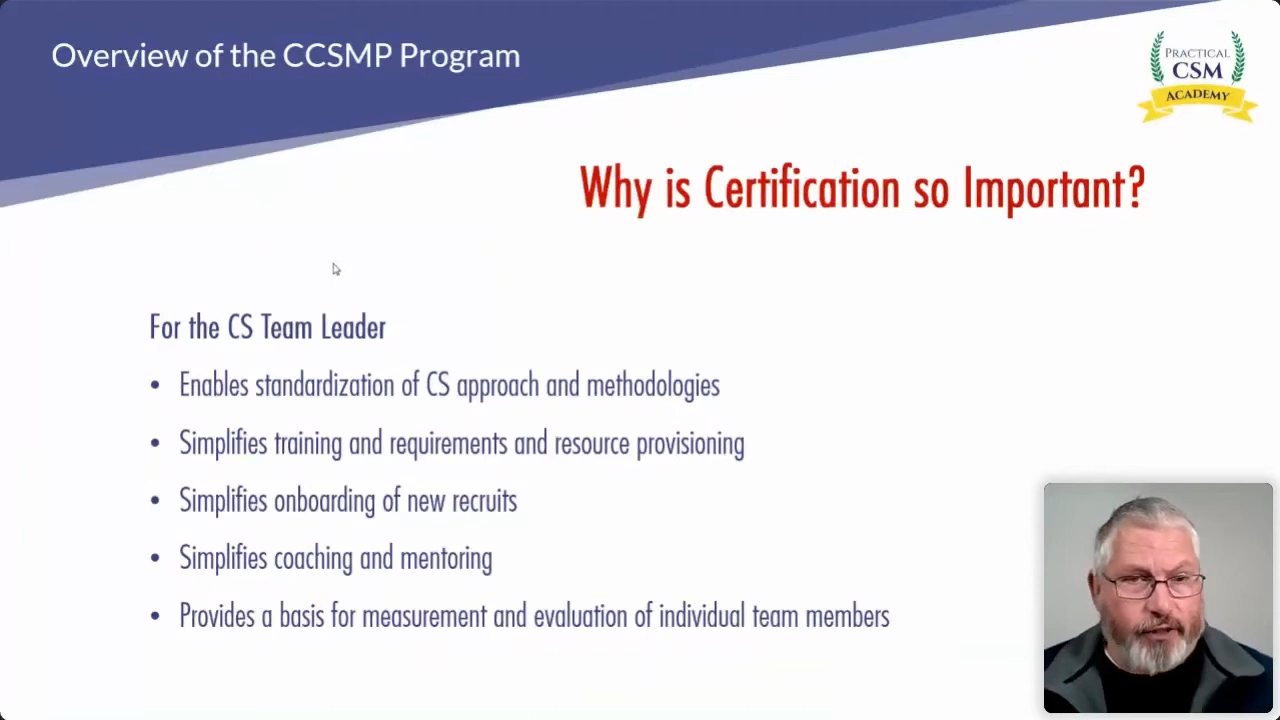 Overview of the CCSMP Program
PRACTICAL
CSM
ACADEMY
Why is Certification so Important?
For the CS Team Leader
• Enables standardization of CS approach and methodologies
• Simplifies training and requirements and resource provisioning
• Simplifies onboarding of new recruits
• Simplifies coaching and mentoring
• Provides a basis for measurement and evaluation of individual team members